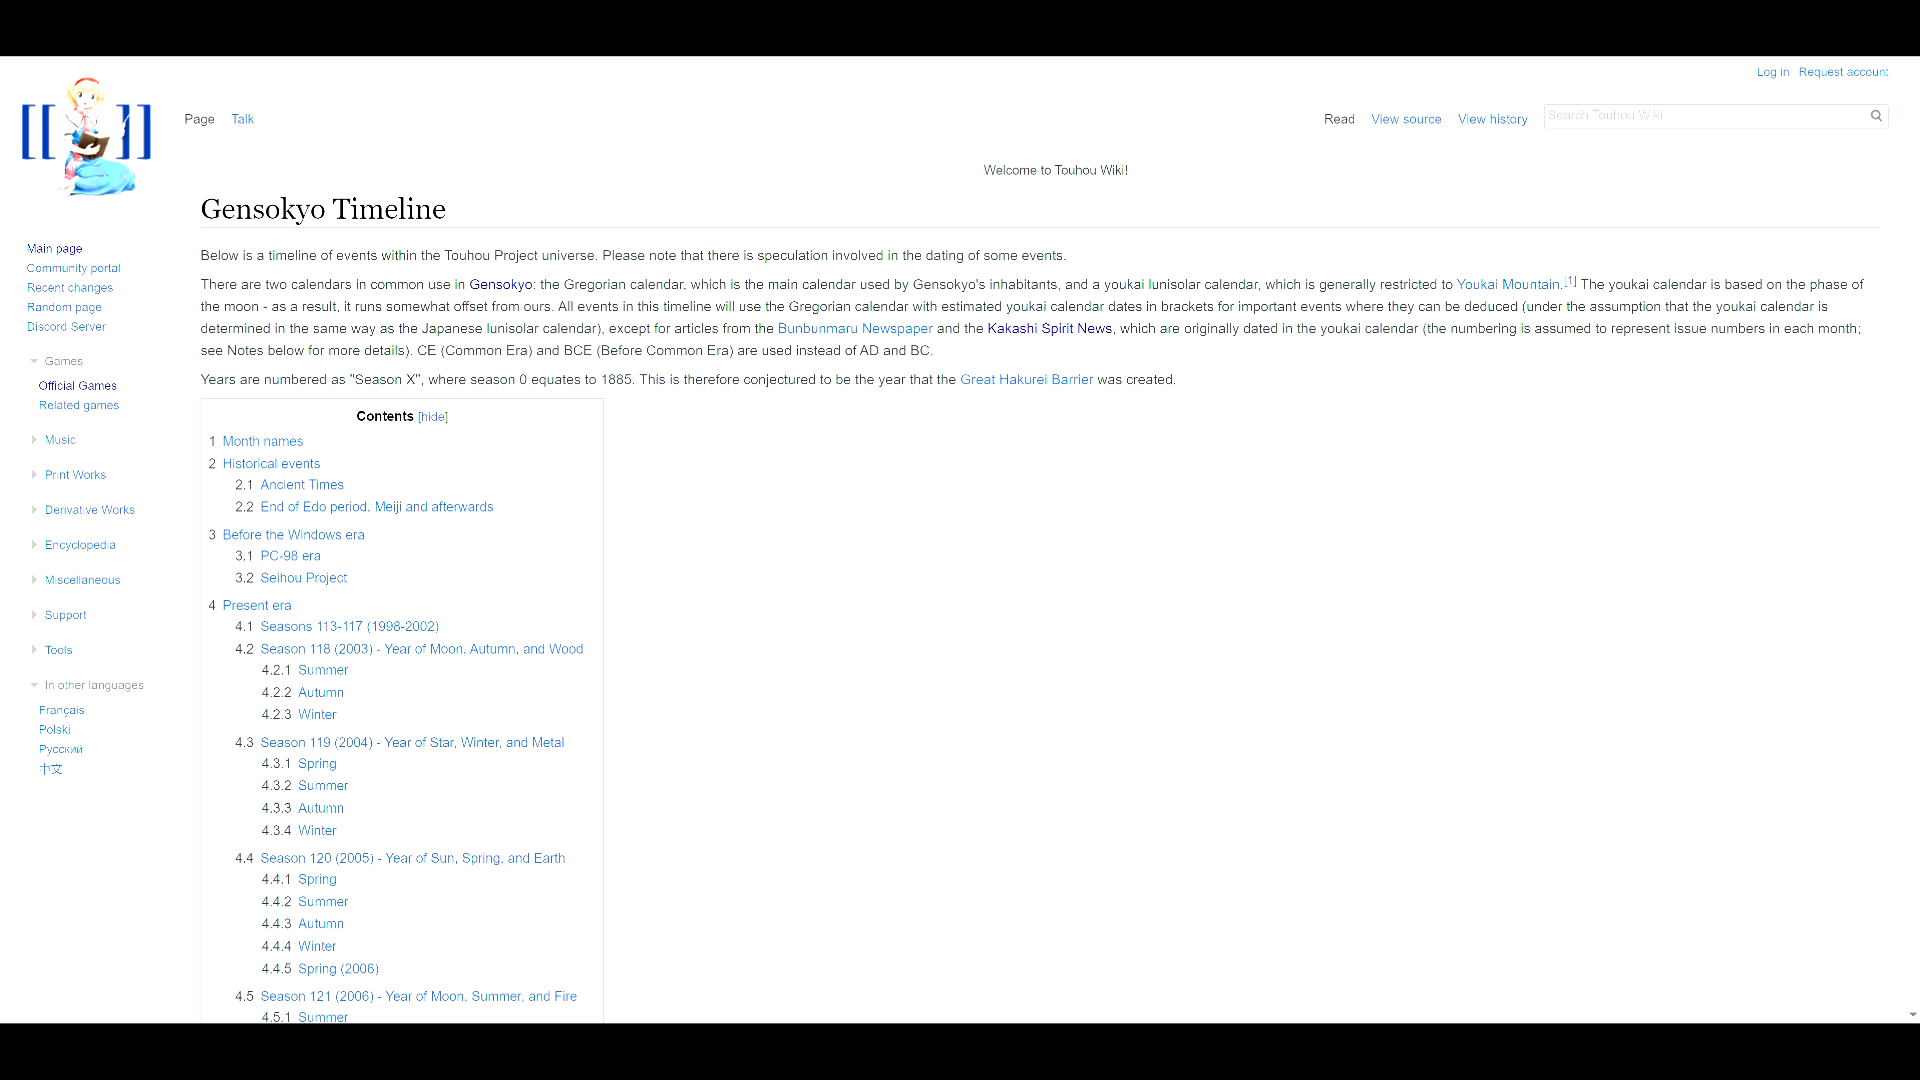 Log in Request account
[[ ]]
Page Talk
Read View source View history Search Touhou Wiki
Welcome to Touhou Wiki!
Gensokyo Timeline
Main page
Community portal
Recent changes
Random page
Discord Server
Games
Official Games
Related games
Music
Print Works
Derivative Works
Encyclopedia
Miscellaneous
Support
Tools
In other languages
Français
Polski
Русский
中文
Below is a timeline of events within the Touhou Project universe. Please note that there is speculation involved in the dating of some events.
There are two calendars in common use in Gensokyo: the Gregorian calendar, which is the main calendar used by Gensokyo's inhabitants, and a youkai lunisolar calendar, which is generally restricted to Youkai Mountain.[1] The youkai calendar is based on the phase of
the moon - as a result, it runs somewhat offset from ours. All events in this timeline will use the Gregorian calendar with estimated youkai calendar dates in brackets for important events where they can be deduced (under the assumption that the youkai calendar is
determined in the same way as the Japanese lunisolar calendar), except for articles from the Bunbunmaru Newspaper and the Kakashi Spirit News, which are originally dated in the youkai calendar (the numbering is assumed to represent issue numbers in each month;
see Notes below for more details). CE (Common Era) and BCE (Before Common Era) are used instead of AD and BC.
Years are numbered as "Season X", where season 0 equates to 1885. This is therefore conjectured to be the year that the Great Hakurei Barrier was created.
Contents [hide]
1 Month names
2 Historical events
2.1 Ancient Times
2.2 End of Edo period, Meiji and afterwards
3 Before the Windows era
3.1 PC-98 era
3.2 Seihou Project
4 Present era
4.1 Seasons 113-117 (1998-2002)
4.2 Season 118 (2003) - Year of Moon, Autumn, and Wood
4.2.1 Summer
4.2.2 Autumn
4.2.3 Winter
4.3 Season 119 (2004) - Year of Star, Winter, and Metal
4.3.1 Spring
4.3.2 Summer
4.3.3 Autumn
4.3.4 Winter
4.4 Season 120 (2005) - Year of Sun, Spring, and Earth
4.4.1 Spring
4.4.2 Summer
4.4.3 Autumn
4.4.4 Winter
4.4.5 Spring (2006)
4.5 Season 121 (2006) - Year of Moon, Summer, and Fire
4.5.1 Summer